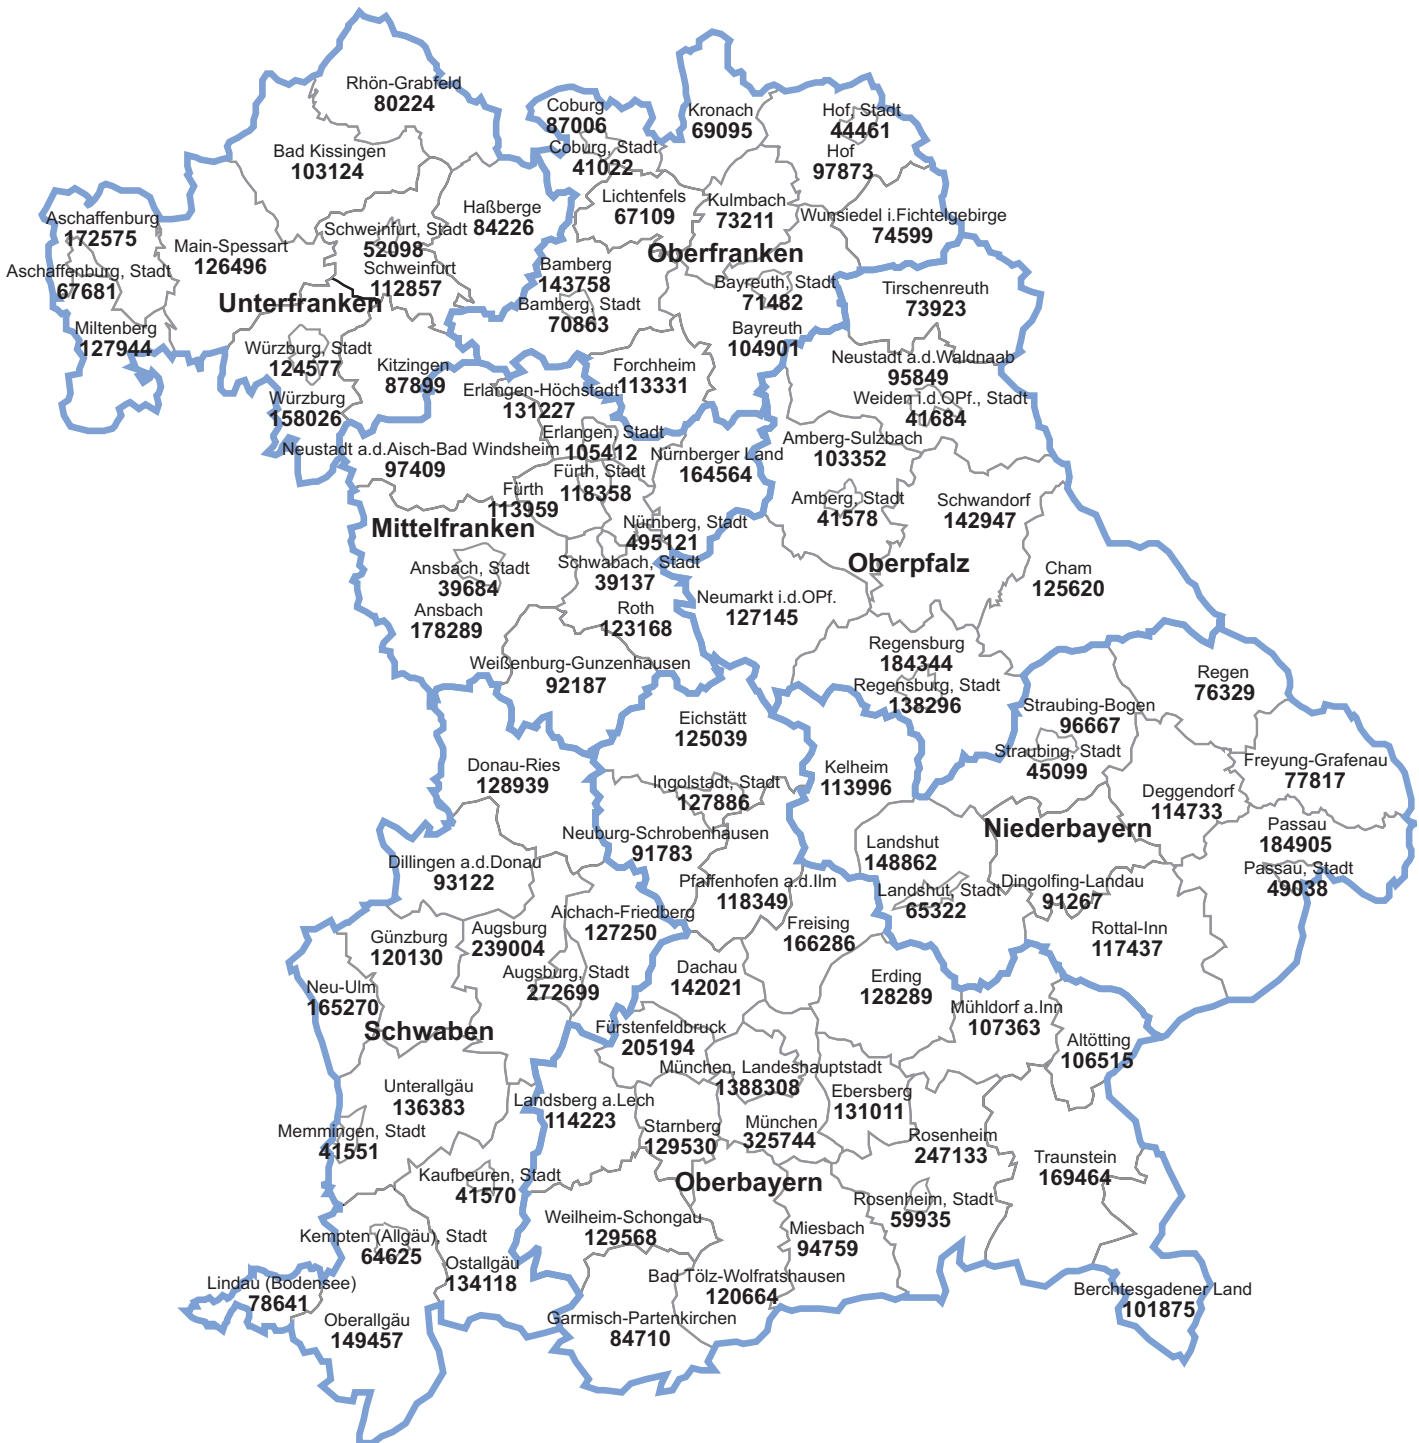 Rhön-Grabfeld
80224
Coburg
87006
Kronach
69095
Hof, Stadt
44461
Bad Kissingen
103124
Coburg, Stadt
41022
Hof
97873
Lichtenfels
67109
Kulmbach
73211
Haßberge
84226
Wunsiedel i.Fichtelgebirge
74599
Aschaffenburg
172575
Main-Spessart
126496
Schweinfurt, Stadt
52098
Oberfranken
Aschaffenburg, Stadt
67681
Schweinfurt
112857
Bamberg
143758
Bayreuth, Stadt
71482
Tirschenreuth
73923
Unterfranken
Bamberg, Stadt
70863
Miltenberg
127944
Bayreuth
104901
Würzburg, Stadt
124577
Kitzingen
87899
Forchheim
113331
Neustadt a.d.Waldnaab
95849
Würzburg
158026
Erlangen-Höchstadt
131227
Weiden i.d.OPf., Stadt
41684
Erlangen, Stadt
105412
Amberg-Sulzbach
103352
Neustadt a.d.Aisch-Bad Windsheim
97409
Nürnberger Land
164564
Fürth, Stadt
118358
Fürth
113959
Amberg, Stadt
41578
Schwandorf
142947
Mittelfranken
Nürnberg, Stadt
495121
Oberpfalz
Ansbach, Stadt
39684
Schwabach, Stadt
39137
Cham
125620
Ansbach
178289
Roth
123168
Neumarkt i.d.OPf.
127145
Regensburg
184344
Weißenburg-Gunzenhausen
92187
Regensburg, Stadt
138296
Regen
76329
Straubing-Bogen
96667
Eichstätt
125039
Straubing, Stadt
45099
Donau-Ries
128939
Kelheim
113996
Freyung-Grafenau
77817
Ingolstadt, Stadt
127886
Deggendorf
114733
Neuburg-Schrobenhausen
91783
Niederbayern
Passau
184905
Landshut
148862
Dillingen a.d.Donau
93122
Passau, Stadt
49038
Pfaffenhofen a.d.Ilm
118349
Landshut, Stadt
65322
Dingolfing-Landau
91267
Aichach-Friedberg
127250
Freising
166286
Rottal-Inn
117437
Augsburg
239004
Günzburg
120130
Augsburg, Stadt
272699
Dachau
142021
Erding
128289
Neu-Ulm
165270
Mühldorf a.Inn
107363
Schwaben
Fürstenfeldbruck
205194
Altötting
106515
München, Landeshauptstadt
1388308
Unterallgäu
136383
Landsberg a.Lech
114223
Ebersberg
131011
Memmingen, Stadt
41551
Starnberg
129530
München
325744
Rosenheim
247133
Traunstein
169464
Kaufbeuren, Stadt
41570
Oberbayern
Rosenheim, Stadt
59935
Weilheim-Schongau
129568
Miesbach
94759
Kempten (Allgäu), Stadt
64625
Ostallgäu
134118
Lindau (Bodensee)
78641
Bad Tölz-Wolfratshausen
120664
Berchtesgadener Land
101875
Oberallgäu
149457
Garmisch-Partenkirchen
84710